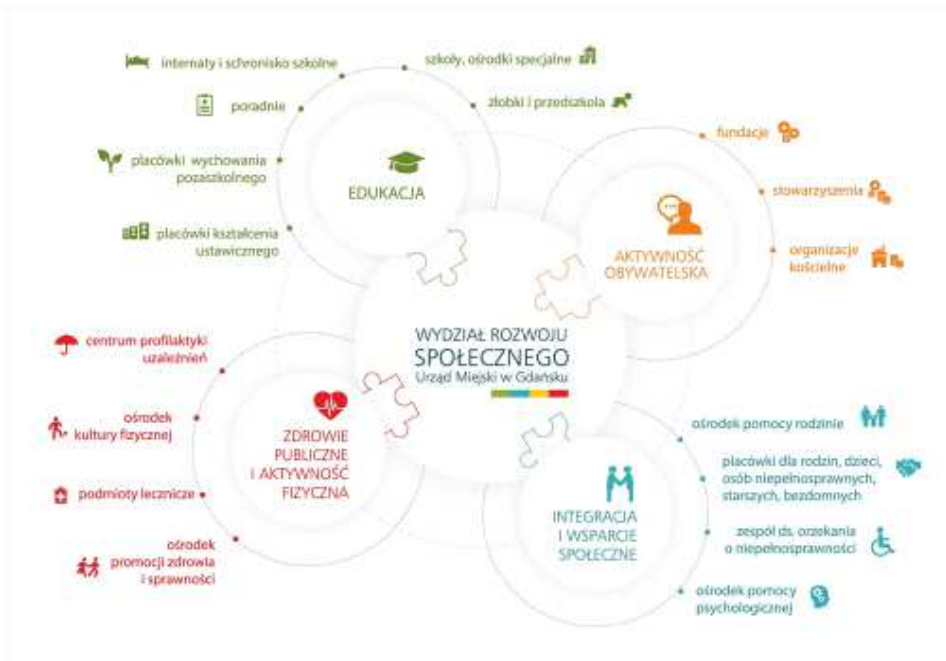 internaty i schronisko szkolne
poradnie
placówki wychowania
pozaszkolnego
placówki kształcenia
ustawicznego
szkoły, ośrodki specjalne
żłobki i przedszkola
EDUKACJA
fundacje
stowarzyszenia
organizacje
kościelne
AKTYWNOŚĆ
OBYWATELSKA
WYDZIAŁ ROZWOJU
SPOŁECZNEGO
Urząd Miejski w Gdańsku
centrum profilaktyki
uzależnień
ośrodek
kultury fizycznej
podmioty lecznicze
ośrodek
promocji zdrowia
i sprawności
ZDROWIE
PUBLICZNE
I AKTYWNOŚĆ
FIZYCZNA
INTEGRACJA
I WSPARCIE
SPOŁECZNE
ośrodek pomocy rodzinie
placówki dla rodzin, dzieci,
osób niepełnosprawnych,
starszych, bezdomnych
zespół ds. orzekania
o niepełnosprawności
ośrodek pomocy
psychologicznej